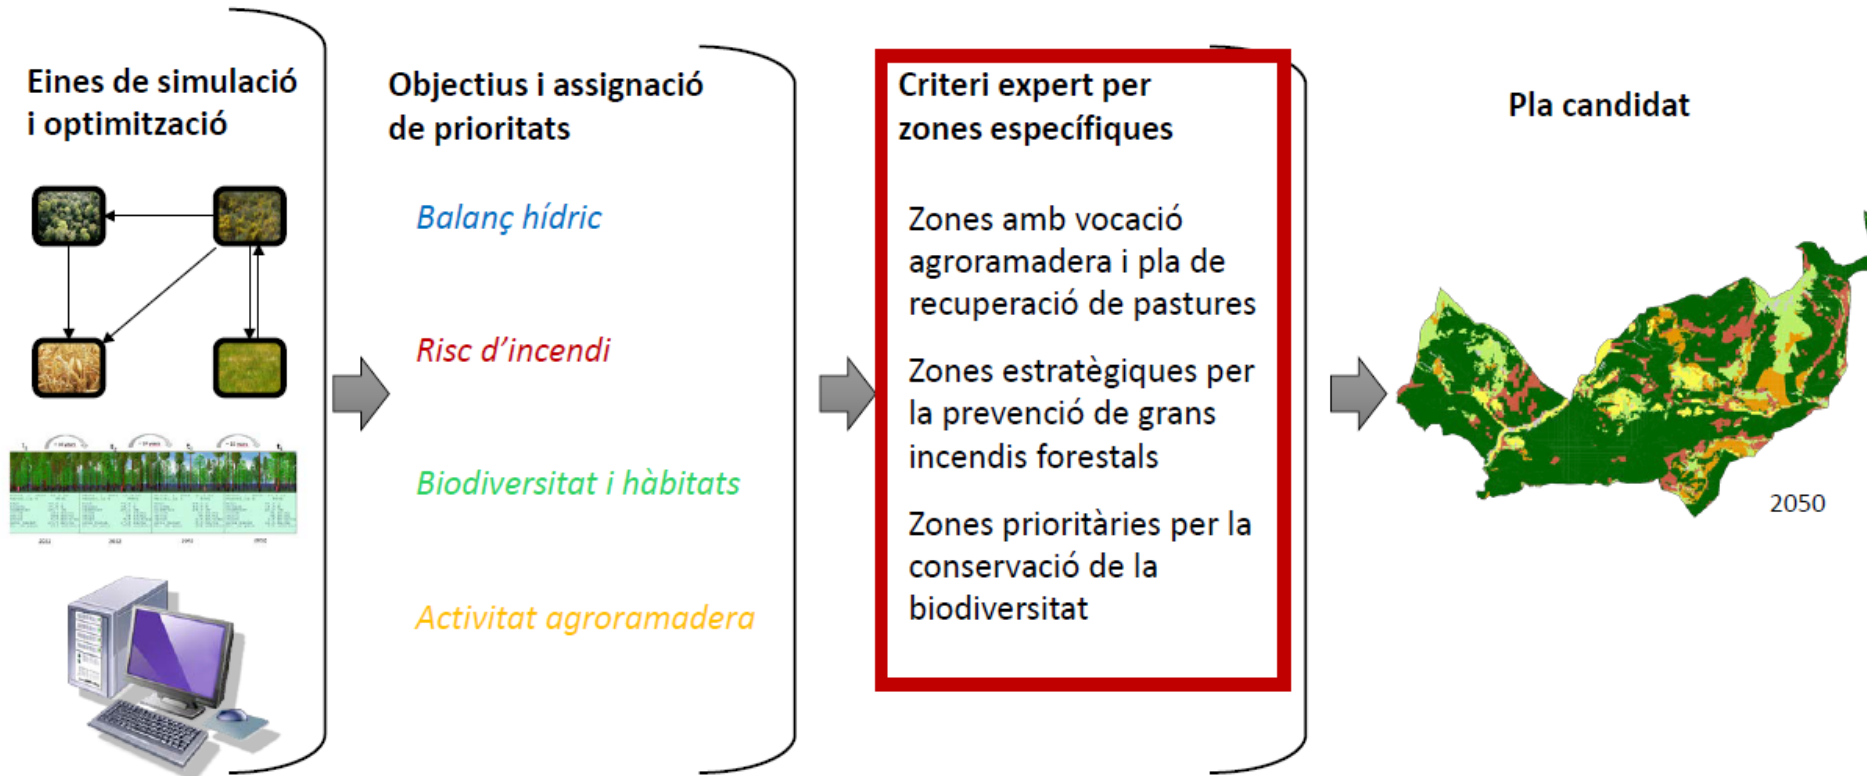 Eines de simulació
i optimització
Objectius i assignació
de prioritats
Balanç hídric
Risc d'incendi
Biodiversitat i hàbitats
Activitat agroramadera
Criteri expert per
zones específiques
Zones amb vocació
agroramadera i pla de
recuperació de pastures
Zones estratègiques per
la prevenció de grans
incendis forestals
Zones prioritàries per la
conservació de la
biodiversitat
Pla candidat
2050